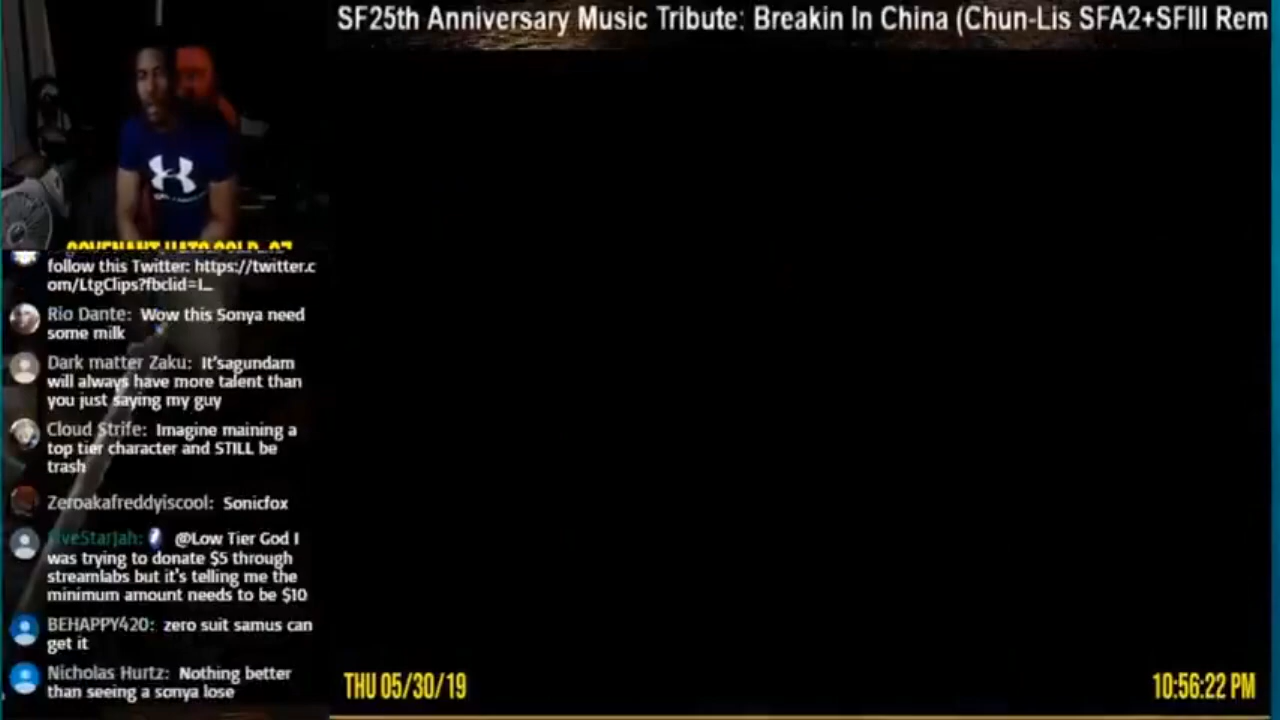 SF25th Anniversary Music Tribute: Breakin In China (Chun-Lis SFA2+SFIII Rem
follow this Twitter: https://twitter.c
om/LtgClips?fbclid=I...
Rio Dante: Wow this Sonya need
some milk
Dark matter Zaku: It'sagundam
will always have more talent than
you just saying my guy
Cloud Strife: Imagine maining a
top tier character and STILL be
trash
Zeroakafreddyiscool: Sonicfox
FiveStarJah: @Low Tier God I
was trying to donate $5 through
streamlabs but it's telling me the
minimum amount needs to be $10
BEHAPPY420: zero suit samus can
get it
Nicholas Hurtz: Nothing better
than seeing a sonya lose
THU 05/30/19
10:56:22 PM